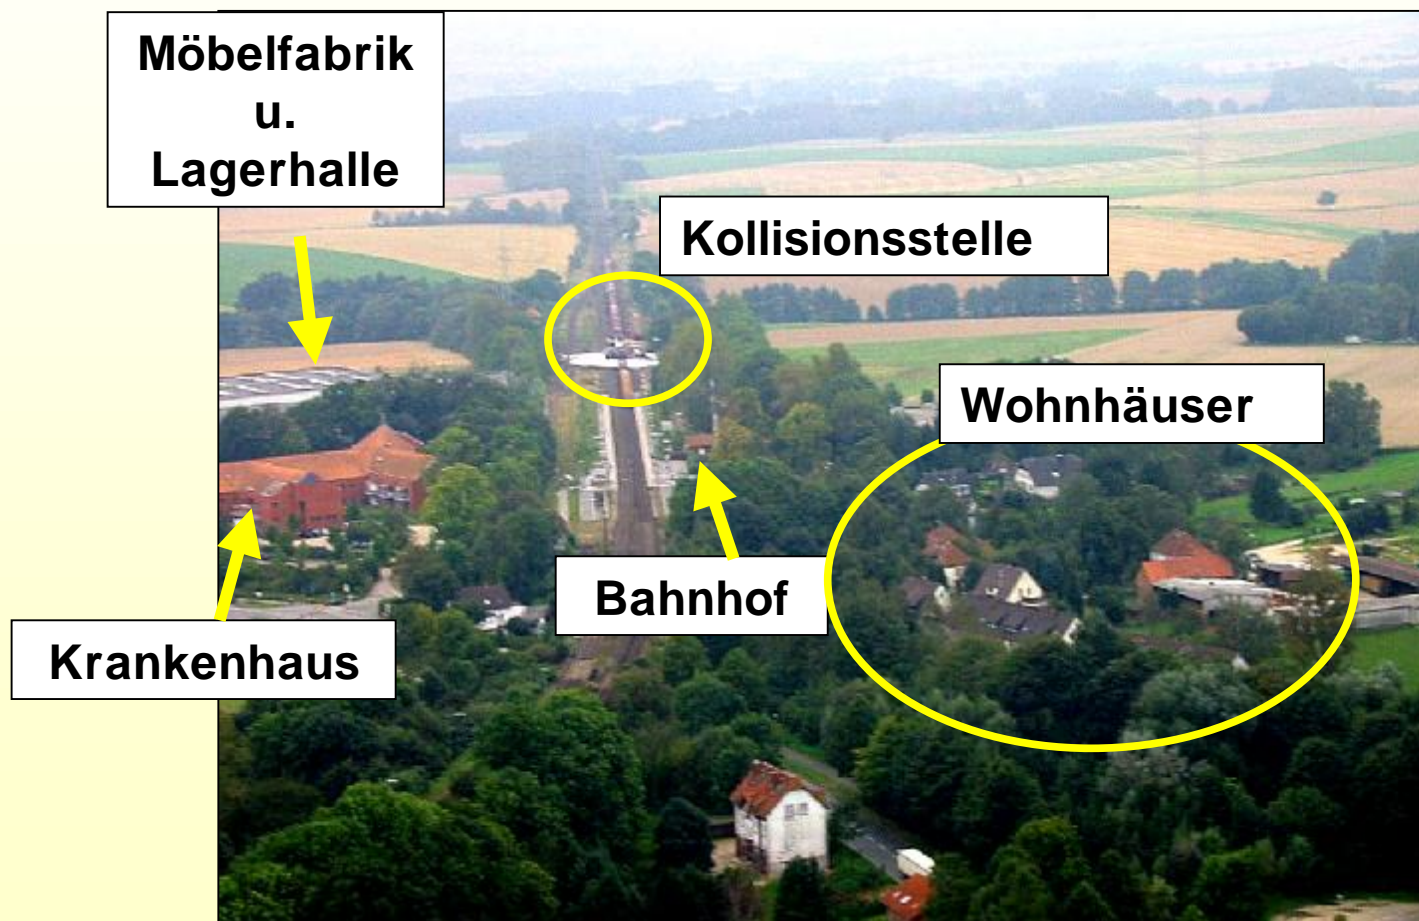 Möbelfabrik
u.
Lagerhalle
Kollisionsstelle
Wohnhäuser
Bahnhof
Krankenhaus